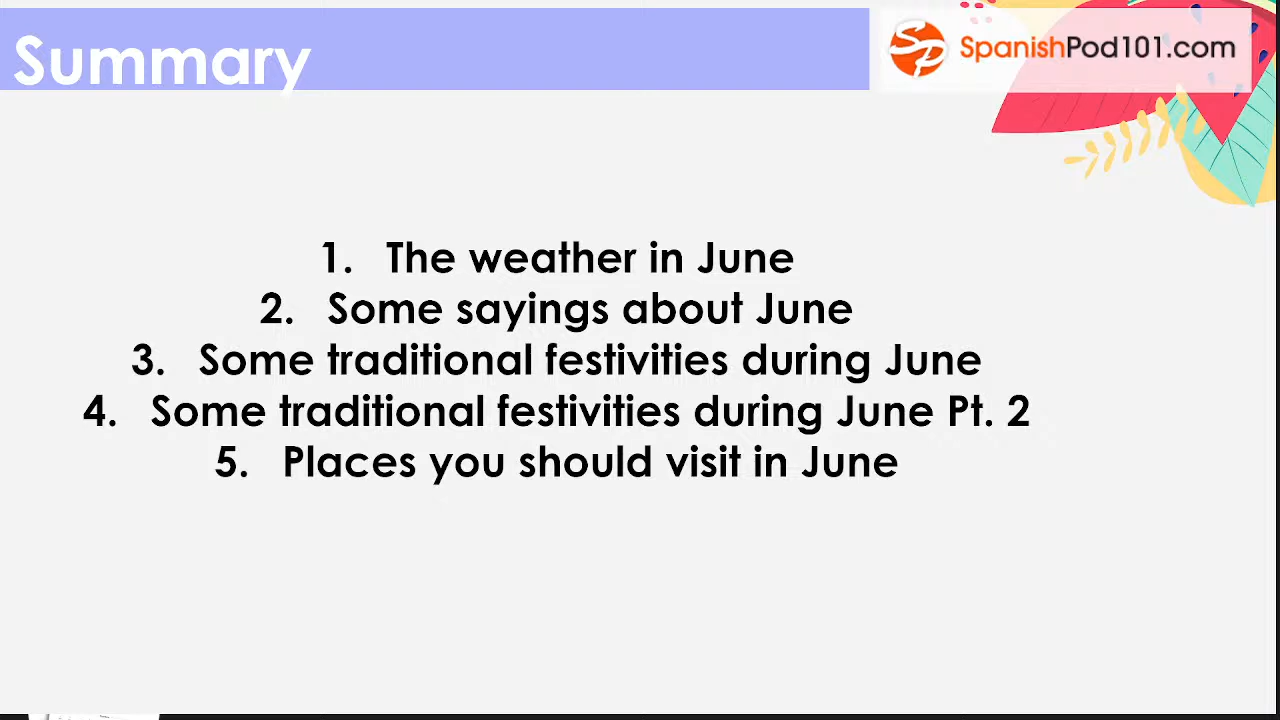 Summary
SP SpanishPod101.com
1. The weather in June
2. Some sayings about June
3. Some traditional festivities during June
4. Some traditional festivities during June Pt. 2
5. Places you should visit in June